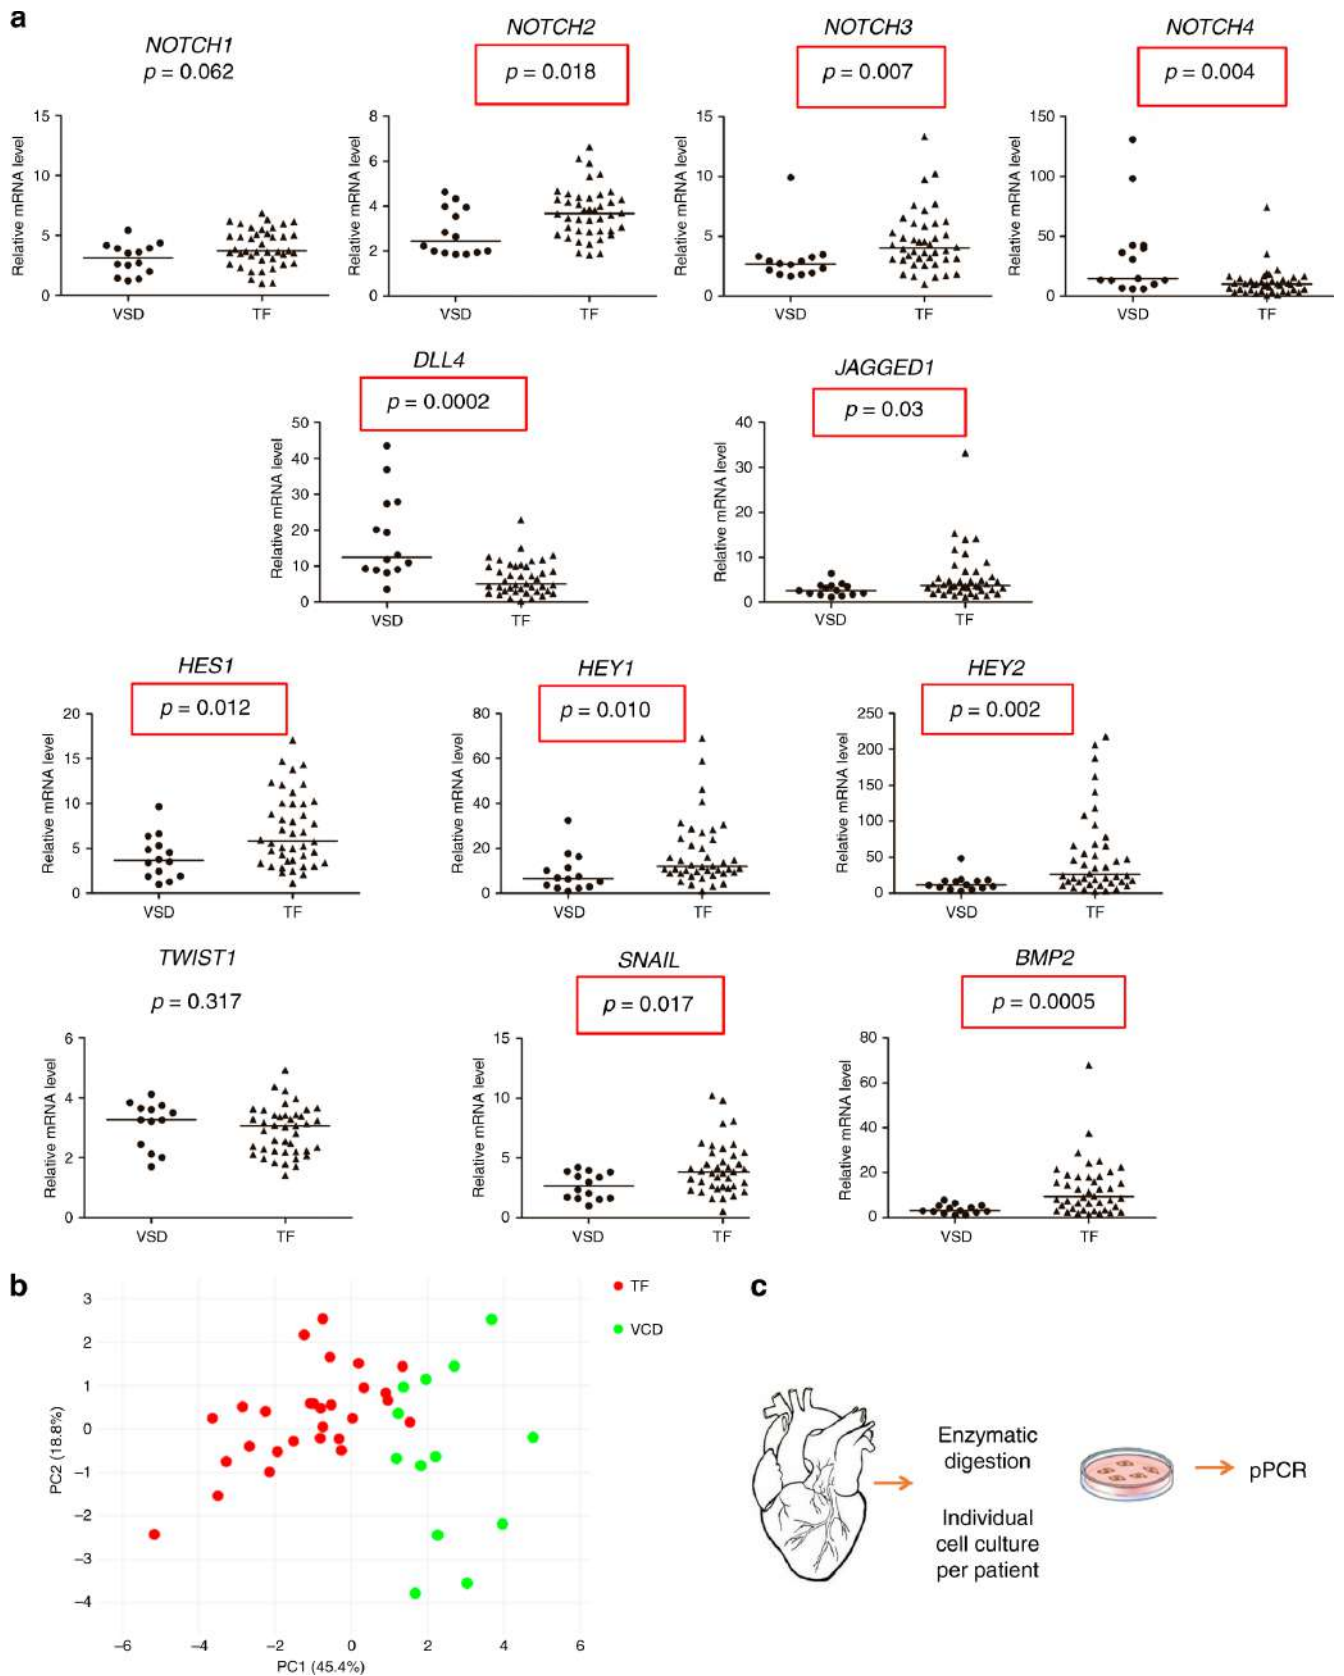 a
NOTCH1
p = 0.062
NOTCH2
p = 0.018
NOTCH3
p = 0.007
NOTCH4
p = 0.004
Relative mRNA level
15
10
5
0
VSD
TF
Relative mRNA level
8
6
4
2
0
VSD
TF
Relative mRNA level
15
10
5
0
VSD
TF
Relative mRNA level
150
100
50
0
VSD
TF
DLL4
p = 0.0002
Relative mRNA level
50
40
30
20
10
0
VSD
TF
JAGGED1
p = 0.03
Relative mRNA level
40
30
20
10
0
VSD
TF
HES1
p = 0.012
Relative mRNA level
20
15
10
5
0
VSD
TF
HEY1
p = 0.010
Relative mRNA level
80
60
40
20
0
VSD
TF
HEY2
p = 0.002
Relative mRNA level
250
200
150
100
50
0
VSD
TF
TWIST1
p = 0.317
Relative mRNA level
6
4
2
0
VSD
TF
SNAIL
p = 0.017
Relative mRNA level
15
10
5
0
VSD
TF
BMP2
p = 0.0005
Relative mRNA level
80
60
40
20
0
VSD
TF
b
TF
VCD
PC2 (18.8%)
3
2
1
0
−1
−2
−3
−4
−6
−4
−2
0
2
4
6
PC1 (45.4%)
c
Enzymatic
digestion
Individual
cell culture
per patient
pPCR